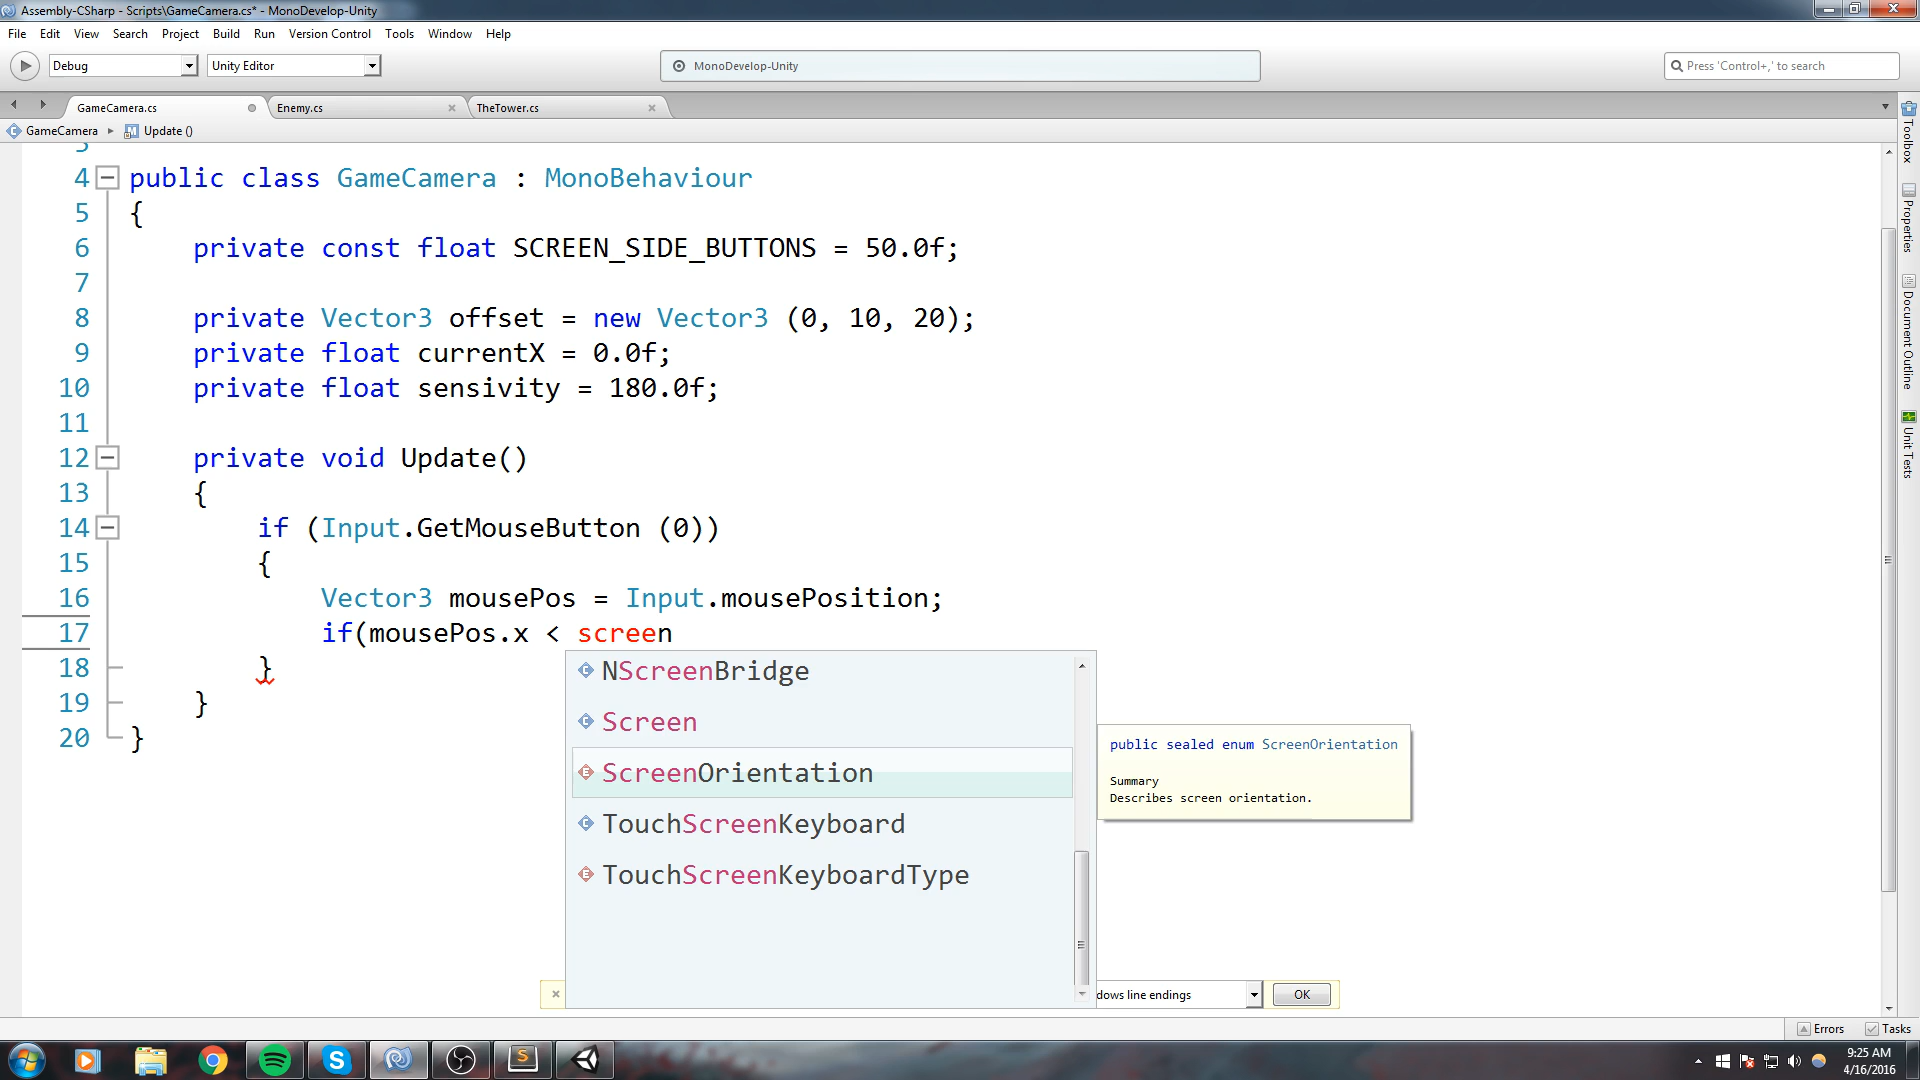 Assembly-CSharp - Scripts\GameCamera.cs* - MonoDevelop-Unity
File Edit View Search Project Build Run Version Control Tools Window Help
Debug Unity Editor MonoDevelop-Unity Press 'Control+,' to search
GameCamera.cs Enemy.cs TheTower.cs
GameCamera Update ()
4 public class GameCamera : MonoBehaviour
5 {
6 private const float SCREEN_SIDE_BUTTONS = 50.0f;
7
8 private Vector3 offset = new Vector3 (0, 10, 20);
9 private float currentX = 0.0f;
10 private float sensivity = 180.0f;
11
12 private void Update()
13 {
14 if (Input.GetMouseButton (0))
15 {
16 Vector3 mousePos = Input.mousePosition;
17 if(mousePos.x < screen
18 }
19 }
20 }
NScreenBridge
Screen
ScreenOrientation
TouchScreenKeyboard
TouchScreenKeyboardType
public sealed enum ScreenOrientation
Summary
Describes screen orientation.
dows line endings OK
Toolbox
Properties
Document Outline
Unit Tests
Errors Tasks
9:25 AM
4/16/2016